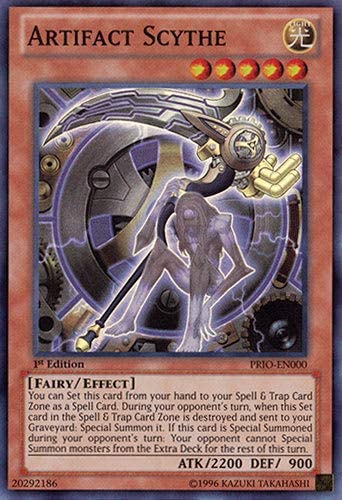 ARTIFACT SCYTHE
LIGHT
光
1st Edition
PRIO-EN000
[FAIRY/EFFECT]
You can Set this card from your hand to your Spell & Trap Card
Zone as a Spell Card. During your opponent's turn, when this Set
card in the Spell & Trap Card Zone is destroyed and sent to your
Graveyard: Special Summon it. If this card is Special Summoned
during your opponent's turn: Your opponent cannot Special
Summon monsters from the Extra Deck for the rest of this turn.
ATK/2200 DEF/ 900
20292186
©1996 KAZUKI TAKAHASHI